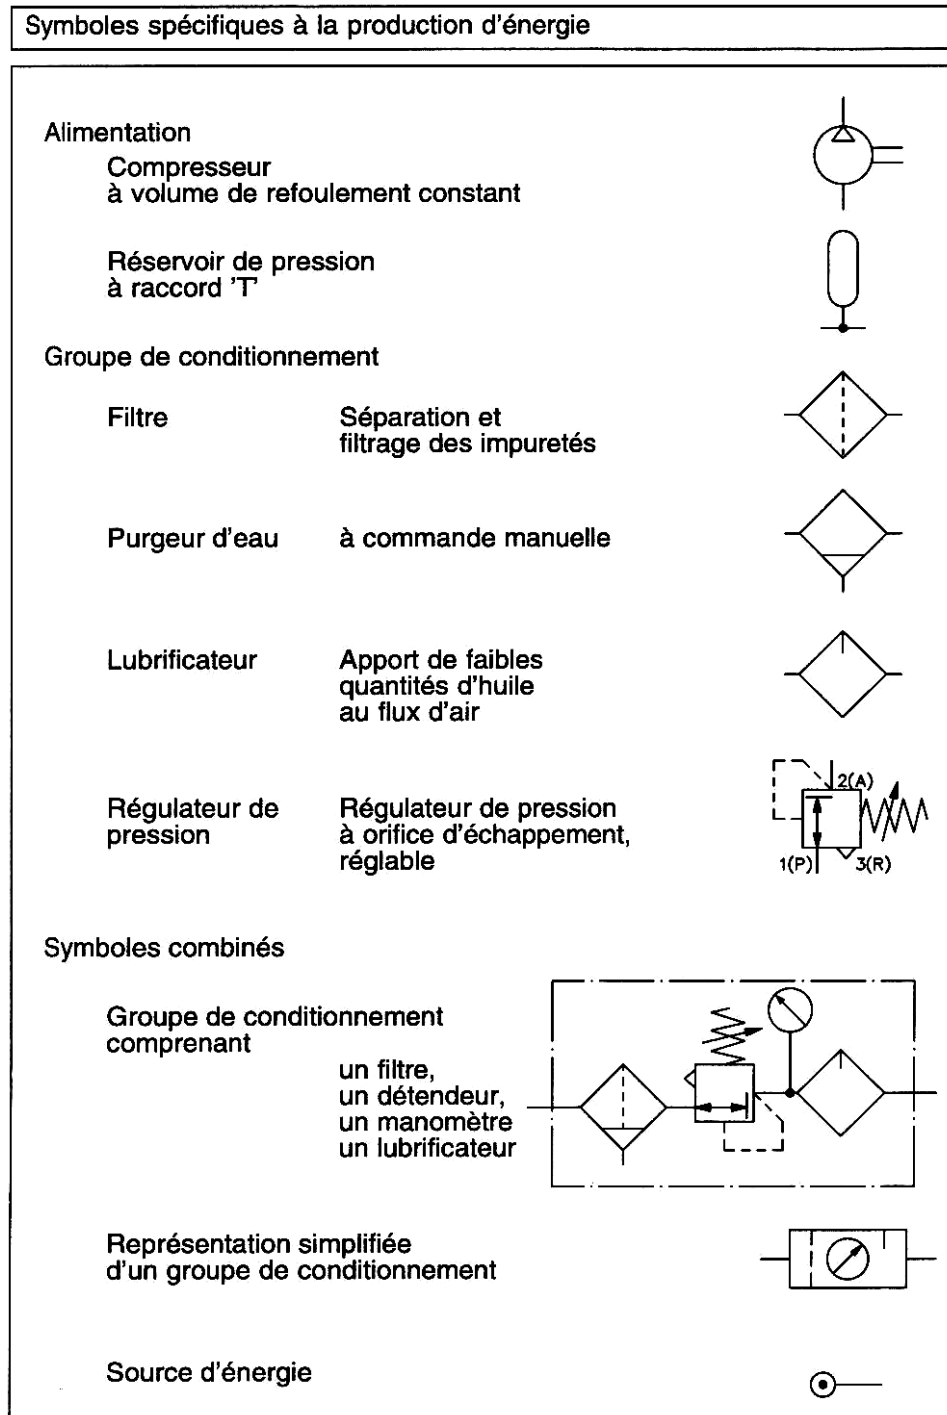 Symboles spécifiques à la production d'énergie
Alimentation
Compresseur
à volume de refoulement constant
Réservoir de pression
à raccord 'T'
Groupe de conditionnement
Filtre
Séparation et
filtrage des impuretés
Purgeur d'eau
à commande manuelle
Lubrificateur
Apport de faibles
quantités d'huile
au flux d'air
Régulateur de
pression
Régulateur de pression
à orifice d'échappement,
réglable
2(A)
1(P)
3(R)
Symboles combinés
Groupe de conditionnement
comprenant
un filtre,
un détendeur,
un manomètre
un lubrificateur
Représentation simplifiée
d'un groupe de conditionnement
Source d'énergie